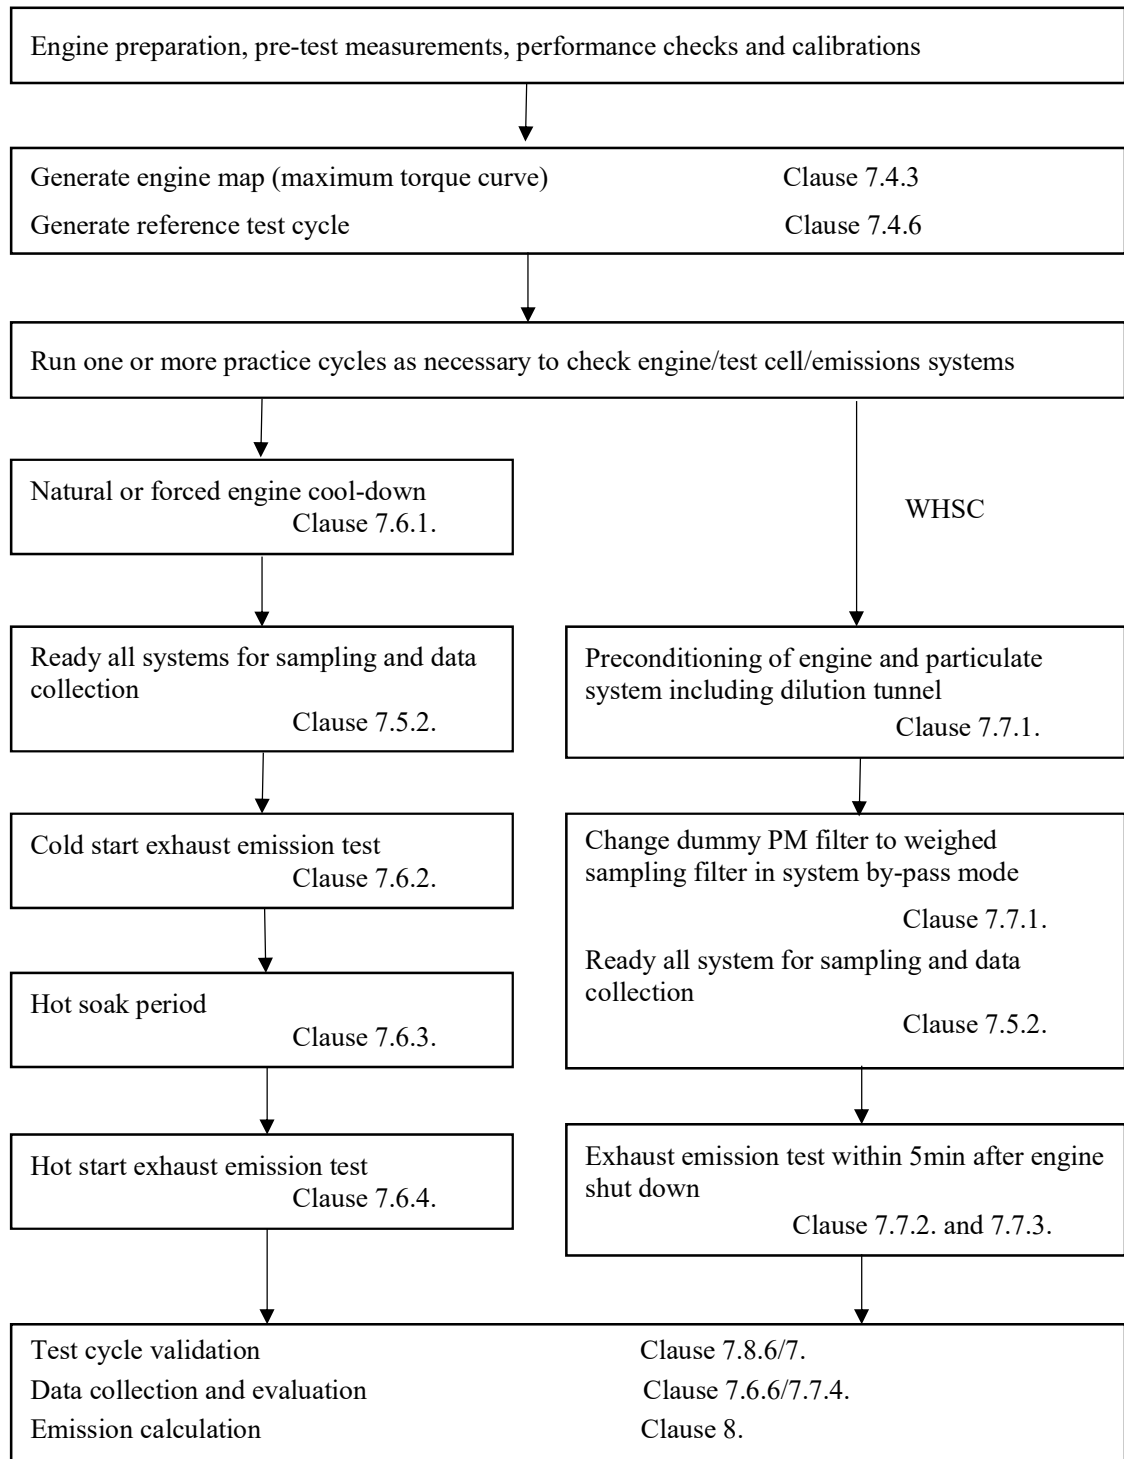 Engine preparation, pre-test measurements, performance checks and calibrations
Generate engine map (maximum torque curve) Clause 7.4.3
Generate reference test cycle Clause 7.4.6
Run one or more practice cycles as necessary to check engine/test cell/emissions systems
Natural or forced engine cool-down
Clause 7.6.1.
Ready all systems for sampling and data
collection
Clause 7.5.2.
Cold start exhaust emission test
Clause 7.6.2.
Hot soak period
Clause 7.6.3.
Hot start exhaust emission test
Clause 7.6.4.
WHSC
Preconditioning of engine and particulate
system including dilution tunnel
Clause 7.7.1.
Change dummy PM filter to weighed
sampling filter in system by-pass mode
Clause 7.7.1.
Ready all system for sampling and data
collection
Clause 7.5.2.
Exhaust emission test within 5min after engine
shut down
Clause 7.7.2. and 7.7.3.
Test cycle validation Clause 7.8.6/7.
Data collection and evaluation Clause 7.6.6/7.7.4.
Emission calculation Clause 8.